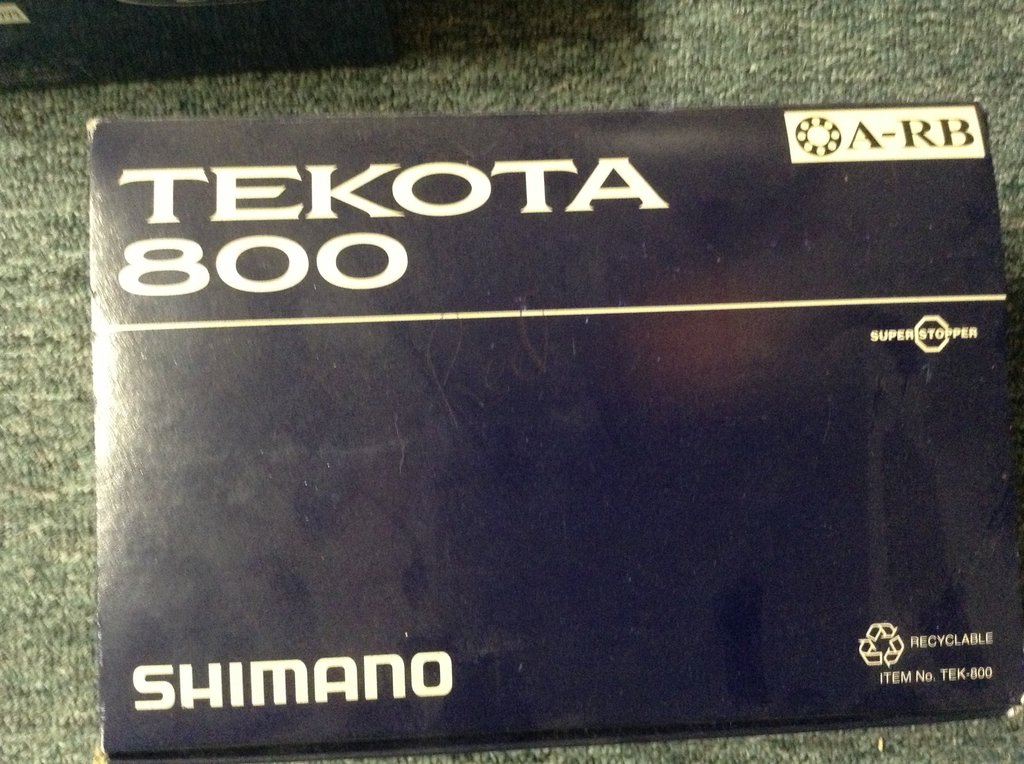 TEKOTA
800
A-RB
SUPER STOPPER
SHIMANO
RECYCLABLE
ITEM No. TEK-800